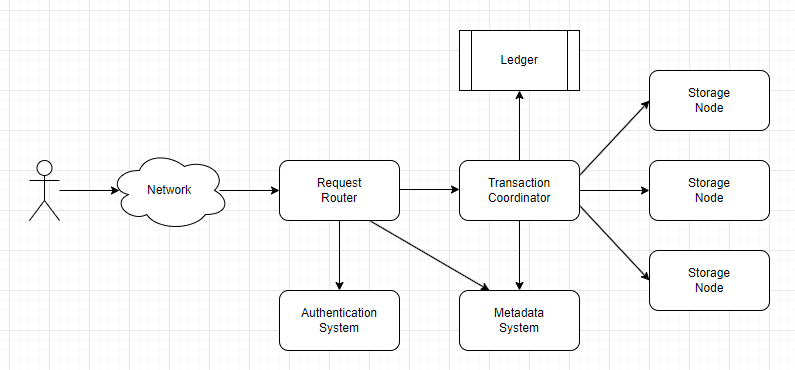 Ledger
Storage
Node
Network
Request
Router
Transaction
Coordinator
Storage
Node
Storage
Node
Authentication
System
Metadata
System